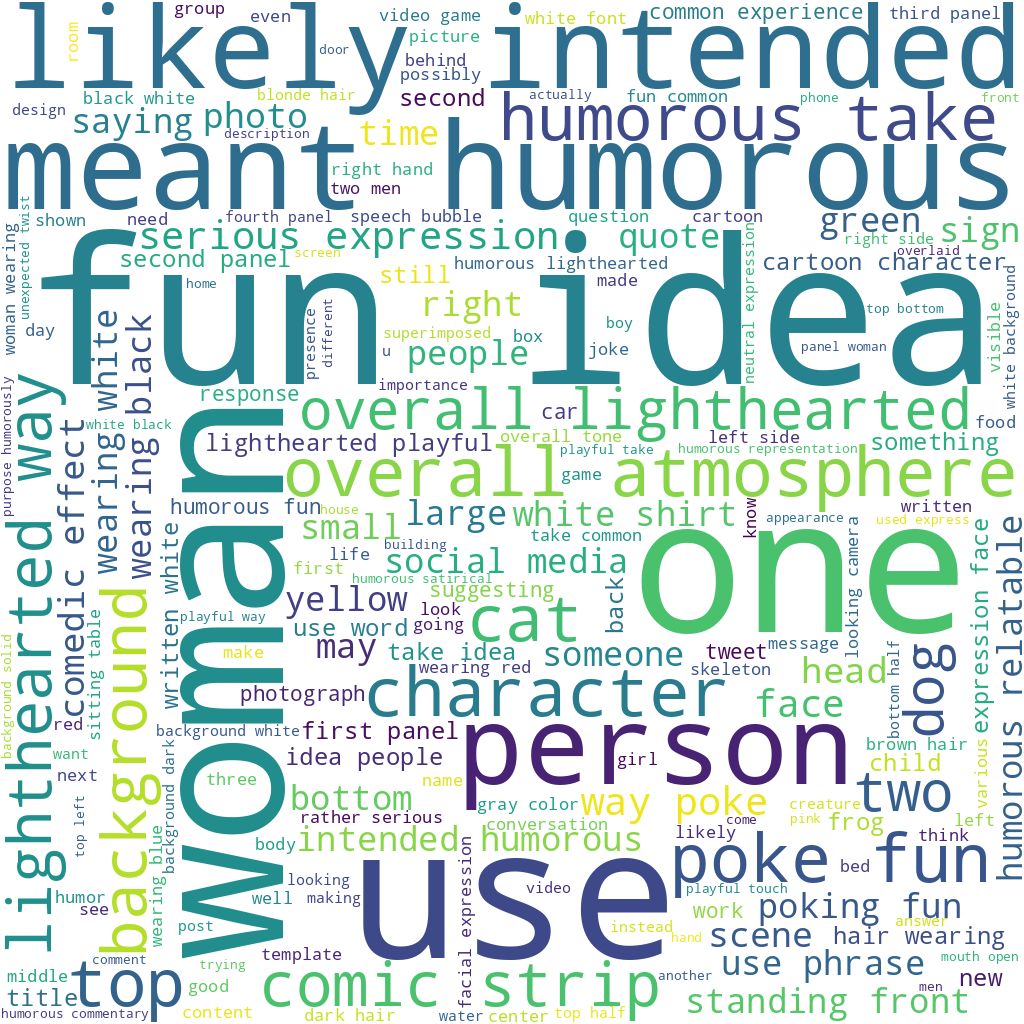 room group even video game white font common experience third panel
likely intended
door picture behind possibly
design black white blonde hair second actually fun common phone front
saying photo description time humorous take
meant humorous
right hand
two men
woman wearing unexpected twist shown need fourth panel speech bubble question cartoon green sign
serious expression quote neutral expression right side overlaid
second panel screen humorous lighthearted cartoon character
fun idea
home still made top bottom white background
day right different presence box boy visible
superimposed
u people joke panel woman
importance
purpose humorously lighthearted way comedic effect wearing white wearing black woman response overall lighthearted food
white black car
lighthearted playful overall tone left side something
playful take humorous representation
overall atmosphere
game
humorous fun house large white shirt know written
small take common appearance used express
life building one looking camera expression face humorous relatable
first social media
humorous satirical suggesting back
background written white yellow look cat
playful way going message
use word may take idea someone tweet bottom half
sitting table make wearing red skeleton head dog
background solid photograph character face
red background white first panel person girl brown hair
want idea people child various
next background dark three name two
top left bottom gray color way poke creature frog left
rather serious come pink
wearing blue body conversation likely think
intended humorous poke fun
humor looking use bed
see well making facial expression video playful touch
work poking fun
post instead answer
comment template hand scene hair wearing
middle top trying another use phrase mouth open
title good comic strip men new
humorous commentary content dark hair water center top half standing front